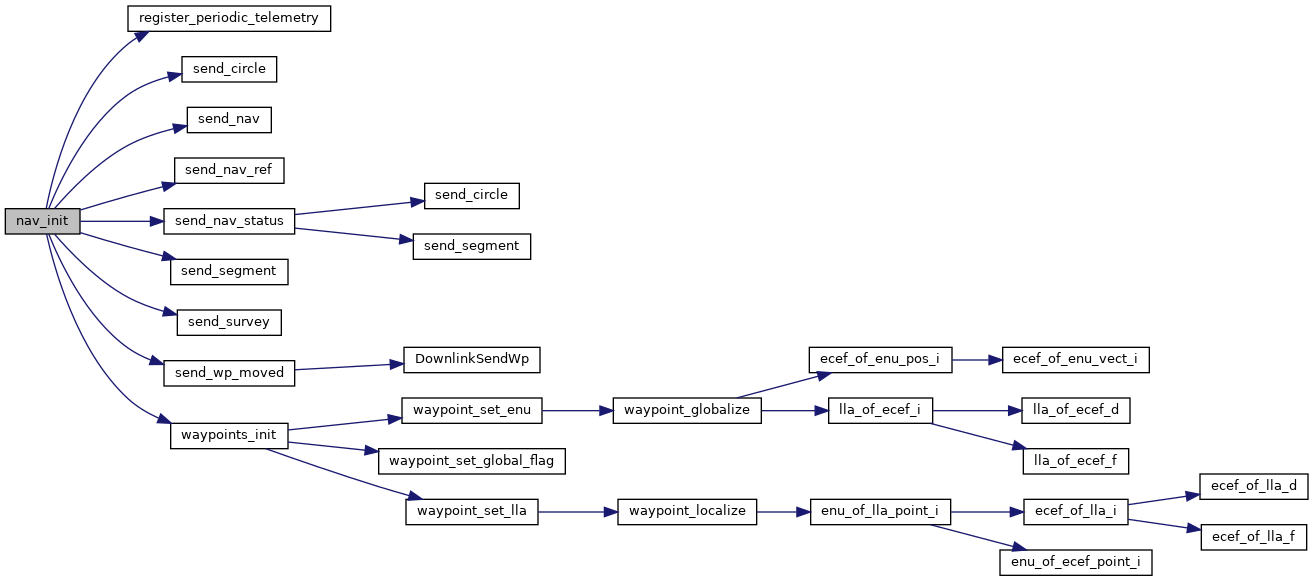 register_periodic_telemetry
send_circle
send_nav
send_nav_ref
send_circle
nav_init
send_nav_status
send_segment
send_segment
send_survey
DownlinkSendWp
ecef_of_enu_pos_i
ecef_of_enu_vect_i
send_wp_moved
waypoint_set_enu
waypoint_globalize
lla_of_ecef_i
lla_of_ecef_d
waypoints_init
waypoint_set_global_flag
lla_of_ecef_f
ecef_of_lla_d
waypoint_set_lla
waypoint_localize
enu_of_lla_point_i
ecef_of_lla_i
ecef_of_lla_f
enu_of_ecef_point_i